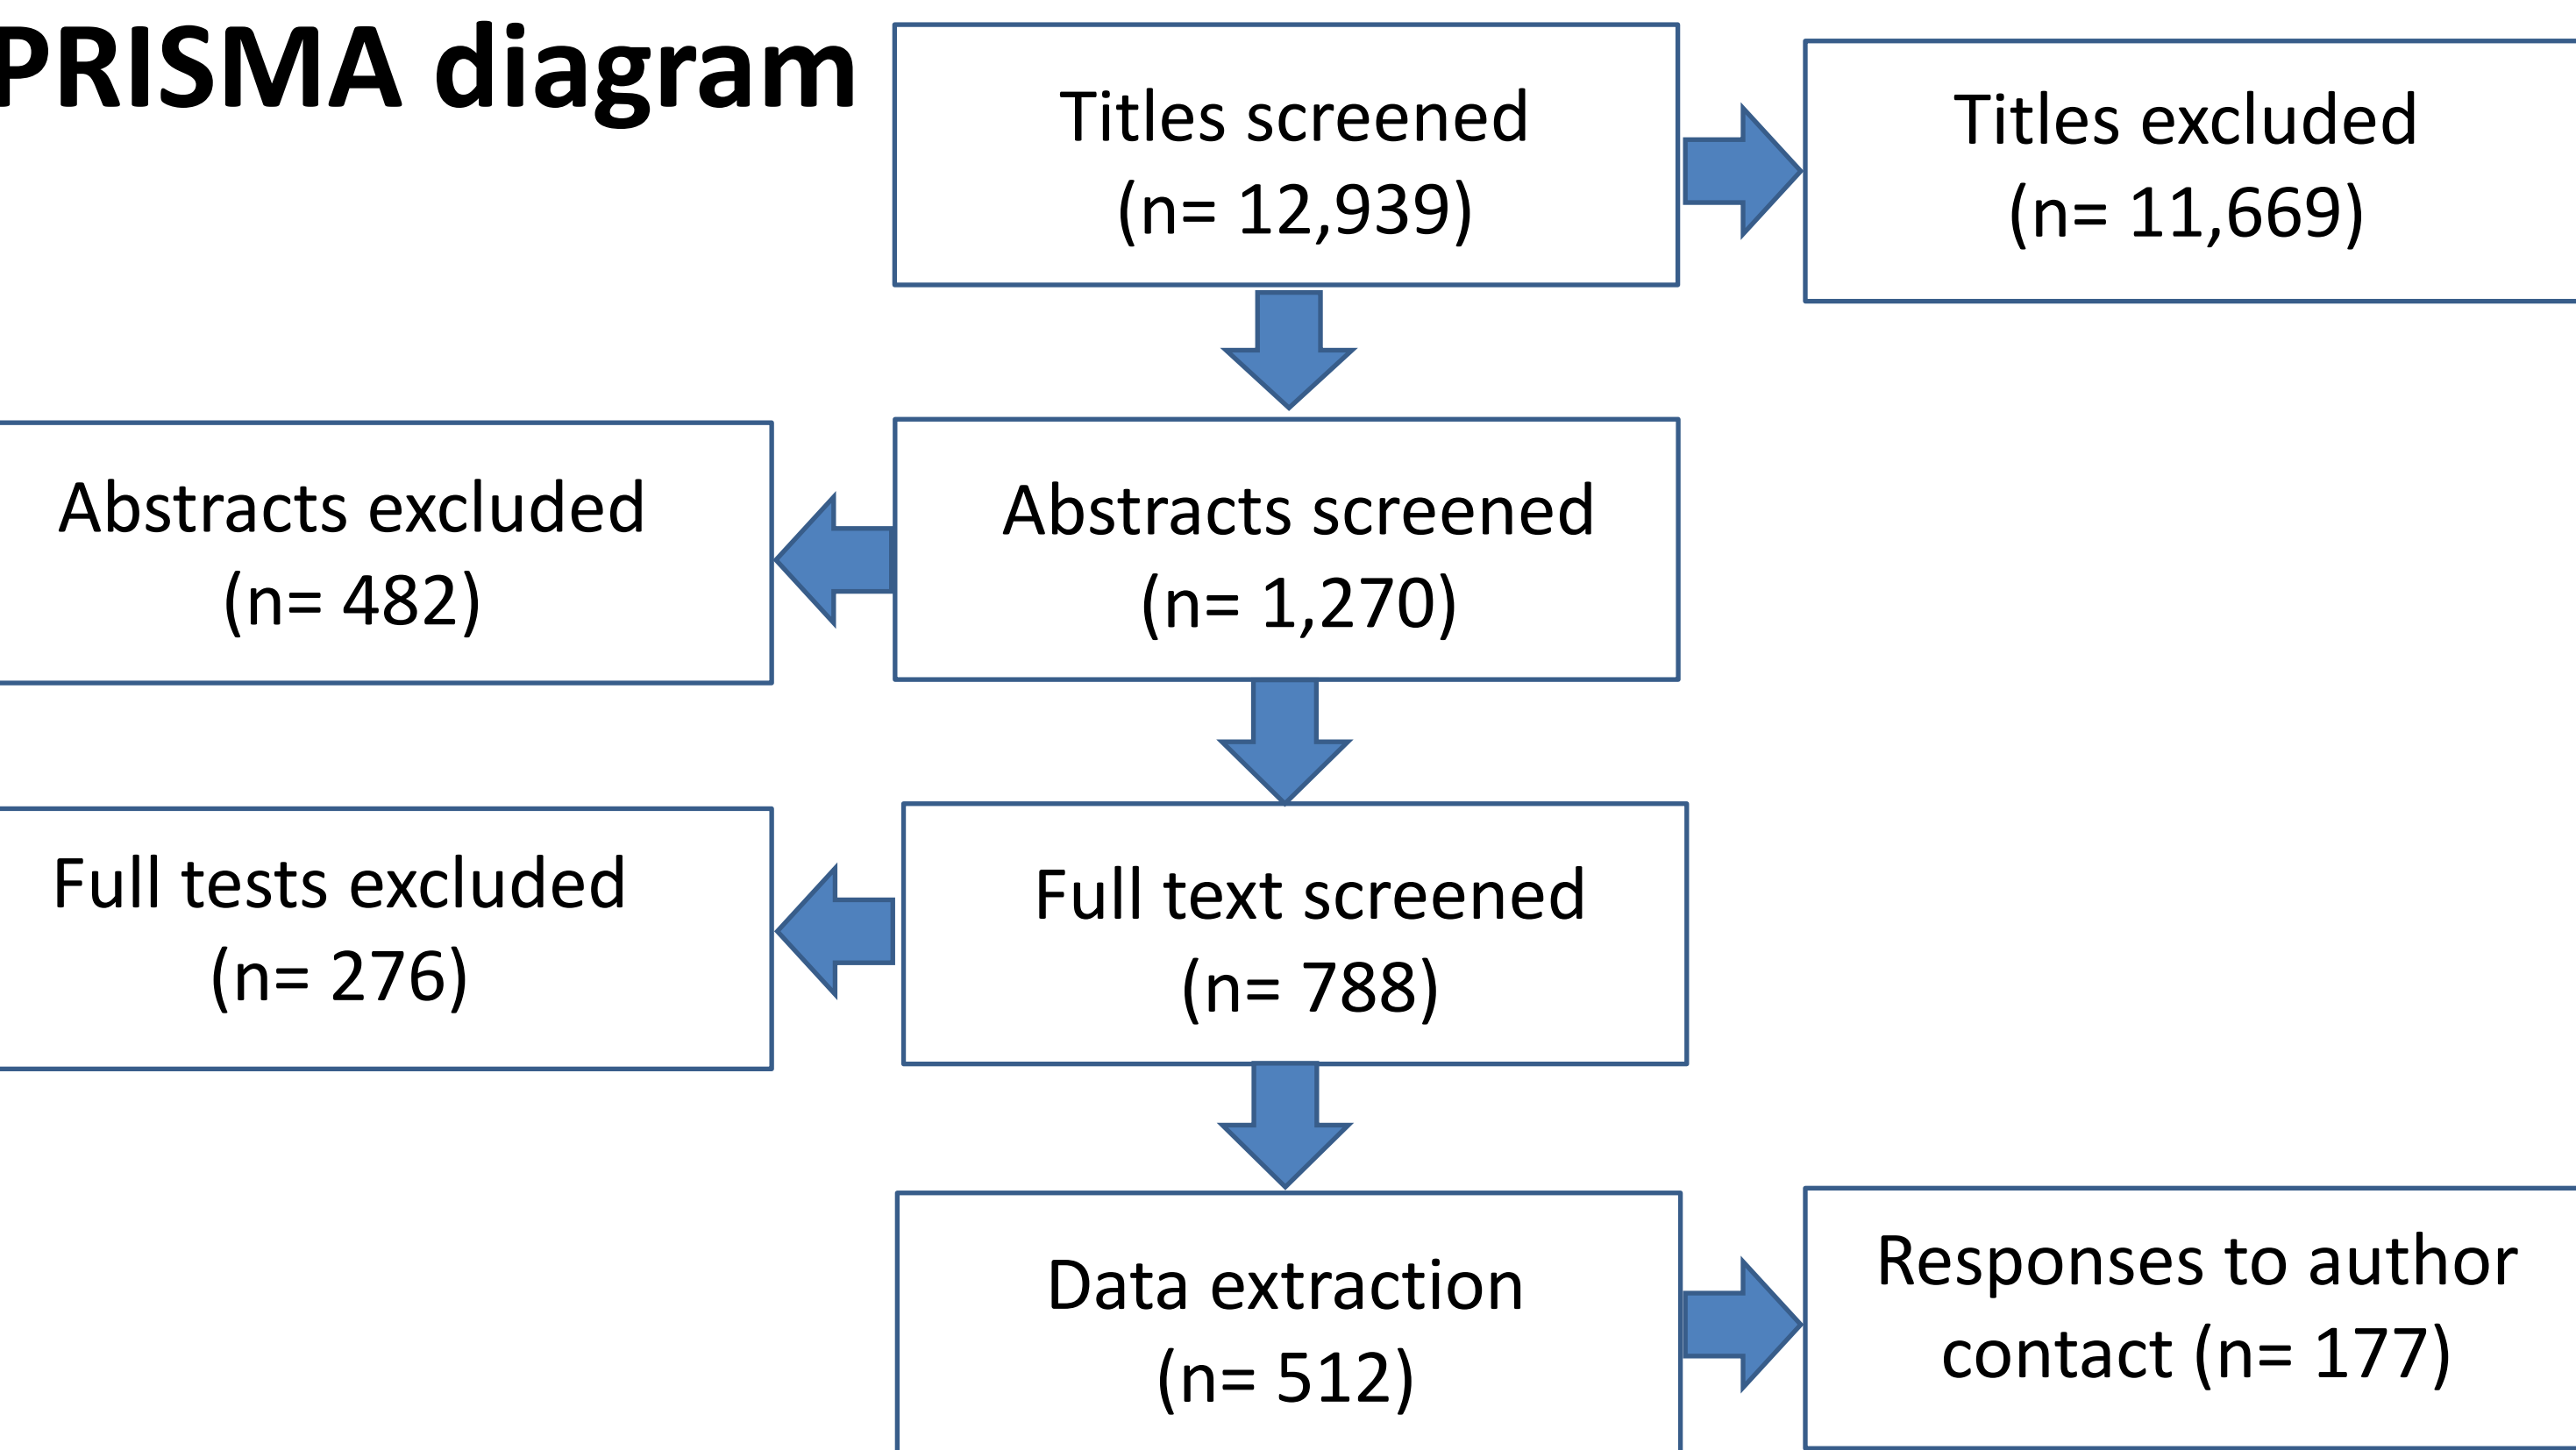 PRISMA diagram
Titles screened
(n= 12,939)
Titles excluded
(n= 11,669)
Abstracts excluded
(n= 482)
Abstracts screened
(n= 1,270)
Full tests excluded
(n= 276)
Full text screened
(n= 788)
Data extraction
(n= 512)
Responses to author
contact (n= 177)